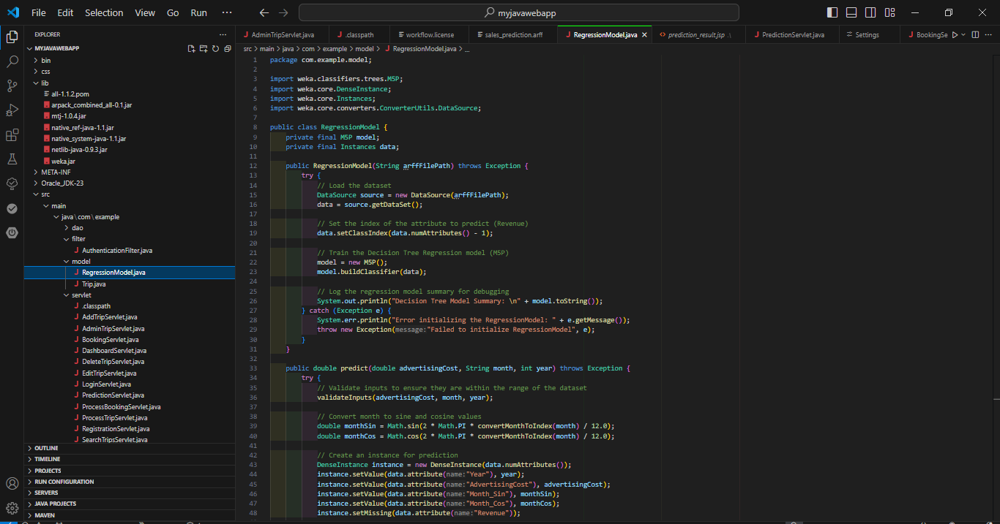 File Edit Selection View Go Run ··· myjavawebapp
EXPLORER ···
MYJAVAWEBAPP
bin
css
lib
all-1.1.2.pom
arpack_combined_all-0.1.jar
mtj-1.0.4.jar
native_ref-java-1.1.jar
native_system-java-1.1.jar
netlib-java-0.9.3.jar
weka.jar
META-INF
Oracle_JDK-23
src
main
java\com\example
dao
filter
AuthenticationFilter.java
model
RegressionModel.java
Trip.java
servlet
.classpath
AddTripServlet.java
AdminTripServlet.java
BookingServlet.java
DashboardServlet.java
DeleteTripServlet.java
EditTripServlet.java
LoginServlet.java
PredictionServlet.java
ProcessBookingServlet.java
ProcessTripServlet.java
RegistrationServlet.java
SearchTripsServlet.java
OUTLINE
TIMELINE
PROJECTS
RUN CONFIGURATION
SERVERS
JAVA PROJECTS
MAVEN
AdminTripServlet.java .classpath workflow.license sales_prediction.arff RegressionModel.java prediction_result.jsp .\ PredictionServlet.java Settings BookingSe ···
src > main > java > com > example > model > RegressionModel.java > ...
1 package com.example.model;
2
3 import weka.classifiers.trees.M5P;
4 import weka.core.DenseInstance;
5 import weka.core.Instances;
6 import weka.core.converters.ConverterUtils.DataSource;
7
8 public class RegressionModel {
9 private final M5P model;
10 private final Instances data;
11
12 public RegressionModel(String arffFilePath) throws Exception {
13 try {
14 // Load the dataset
15 DataSource source = new DataSource(arffFilePath);
16 data = source.getDataSet();
17
18 // Set the index of the attribute to predict (Revenue)
19 data.setClassIndex(data.numAttributes() - 1);
20
21 // Train the Decision Tree Regression model (M5P)
22 model = new M5P();
23 model.buildClassifier(data);
24
25 // Log the regression model summary for debugging
26 System.out.println("Decision Tree Model Summary: \n" + model.toString());
27 } catch (Exception e) {
28 System.err.println("Error initializing the RegressionModel: " + e.getMessage());
29 throw new Exception(message:"Failed to initialize RegressionModel", e);
30 }
31 }
32
33 public double predict(double advertisingCost, String month, int year) throws Exception {
34 try {
35 // Validate inputs to ensure they are within the range of the dataset
36 validateInputs(advertisingCost, month, year);
37
38 // Convert month to sine and cosine values
39 double monthSin = Math.sin(2 * Math.PI * convertMonthToIndex(month) / 12.0);
40 double monthCos = Math.cos(2 * Math.PI * convertMonthToIndex(month) / 12.0);
41
42 // Create an instance for prediction
43 DenseInstance instance = new DenseInstance(data.numAttributes());
44 instance.setValue(data.attribute(name:"Year"), year);
45 instance.setValue(data.attribute(name:"AdvertisingCost"), advertisingCost);
46 instance.setValue(data.attribute(name:"Month_Sin"), monthSin);
47 instance.setValue(data.attribute(name:"Month_Cos"), monthCos);
48 instance.setMissing(data.attribute(name:"Revenue"));